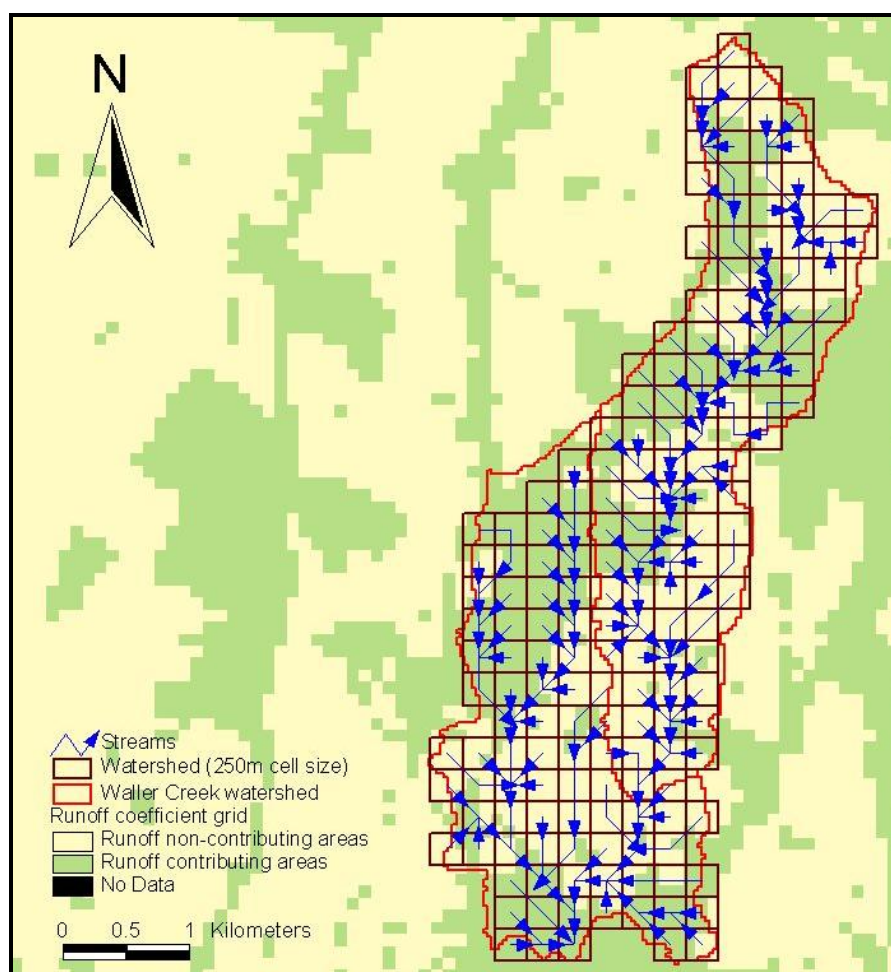 N
Streams
Watershed (250m cell size)
Waller Creek watershed
Runoff coefficient grid
Runoff non-contributing areas
Runoff contributing areas
No Data
0 0.5 1 Kilometers